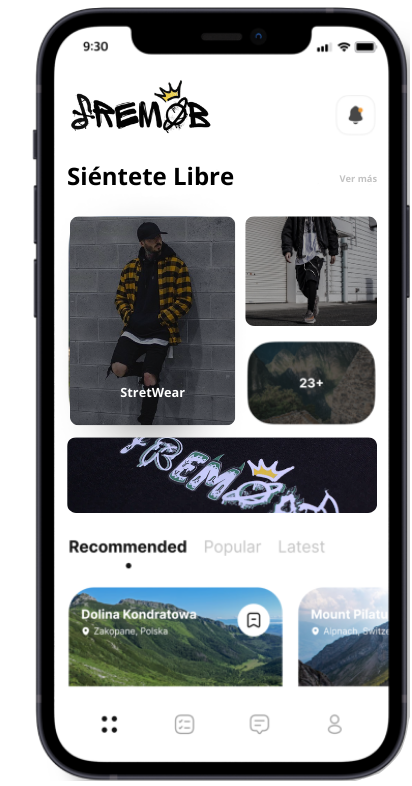 9:30
FREMOB
Siéntete Libre
Ver más
StretWear
23+
FREMOB
Recommended Popular Latest
Dolina Kondratowa
Zakopane, Polska
Mount Pilatu
Alpnach, Switze